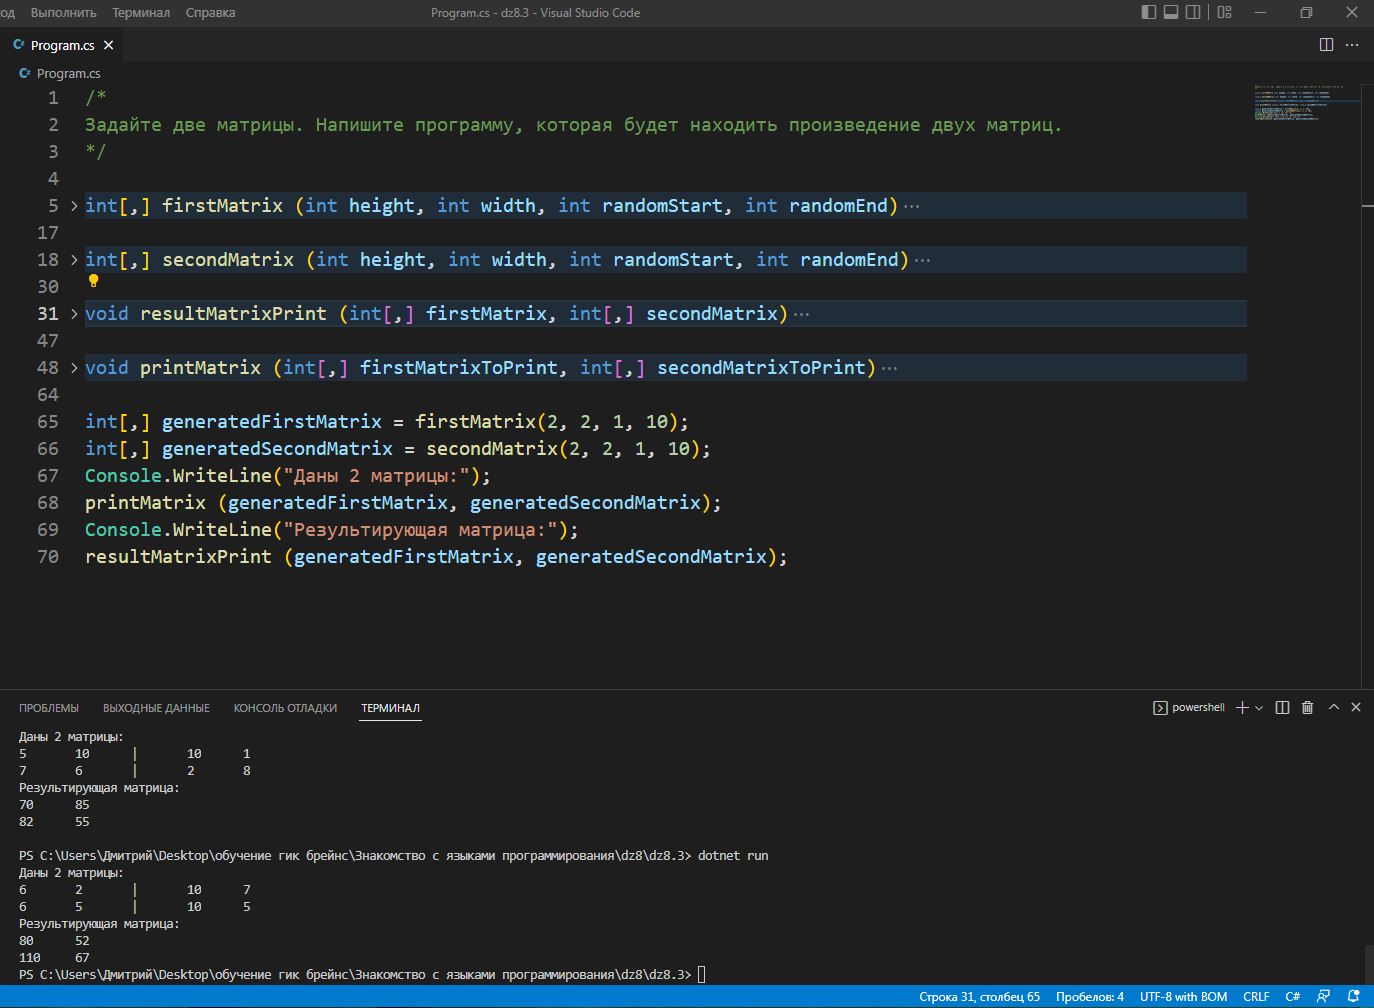 од Выполнить Терминал Справка Program.cs - dz8.3 - Visual Studio Code
C# Program.cs
C# Program.cs
1 /*
2 Задайте две матрицы. Напишите программу, которая будет находить произведение двух матриц.
3 */
4
5 int[,] firstMatrix (int height, int width, int randomStart, int randomEnd)···
17
18 int[,] secondMatrix (int height, int width, int randomStart, int randomEnd)···
30
31 void resultMatrixPrint (int[,] firstMatrix, int[,] secondMatrix)···
47
48 void printMatrix (int[,] firstMatrixToPrint, int[,] secondMatrixToPrint)···
64
65 int[,] generatedFirstMatrix = firstMatrix(2, 2, 1, 10);
66 int[,] generatedSecondMatrix = secondMatrix(2, 2, 1, 10);
67 Console.WriteLine("Даны 2 матрицы:");
68 printMatrix (generatedFirstMatrix, generatedSecondMatrix);
69 Console.WriteLine("Результирующая матрица:");
70 resultMatrixPrint (generatedFirstMatrix, generatedSecondMatrix);
ПРОБЛЕМЫ ВЫХОДНЫЕ ДАННЫЕ КОНСОЛЬ ОТЛАДКИ ТЕРМИНАЛ powershell
Даны 2 матрицы:
5 10 | 10 1
7 6 | 2 8
Результирующая матрица:
70 85
82 55
PS C:\Users\Дмитрий\Desktop\обучение гик брейнс\Знакомство с языками программирования\dz8\dz8.3> dotnet run
Даны 2 матрицы:
6 2 | 10 7
6 5 | 10 5
Результирующая матрица:
80 52
110 67
PS C:\Users\Дмитрий\Desktop\обучение гик брейнс\Знакомство с языками программирования\dz8\dz8.3>
Строка 31, столбец 65 Пробелов: 4 UTF-8 with BOM CRLF C#